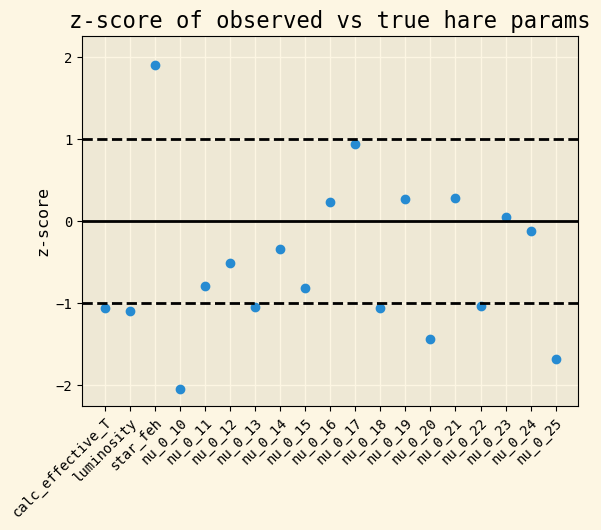 z-score of observed vs true hare params
z-score
2
1
0
−1
−2
calc_effective_T
luminosity
star_feh
nu_0_10
nu_0_11
nu_0_12
nu_0_13
nu_0_14
nu_0_15
nu_0_16
nu_0_17
nu_0_18
nu_0_19
nu_0_20
nu_0_21
nu_0_22
nu_0_23
nu_0_24
nu_0_25